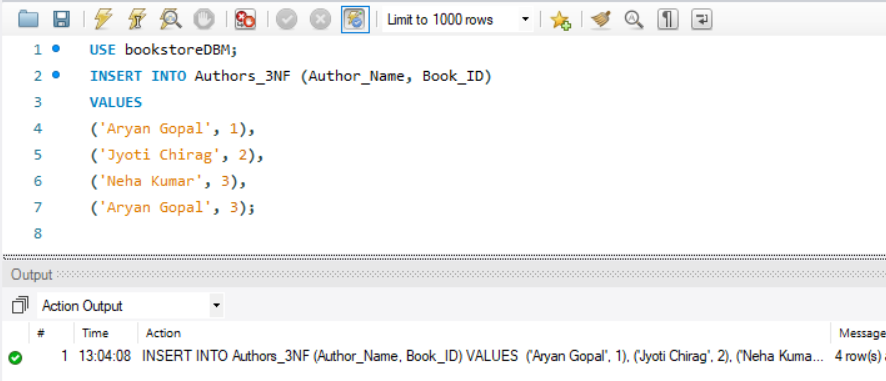 Limit to 1000 rows
1 USE bookstoreDBM;
2 INSERT INTO Authors_3NF (Author_Name, Book_ID)
3 VALUES
4 ('Aryan Gopal', 1),
5 ('Jyoti Chirag', 2),
6 ('Neha Kumar', 3),
7 ('Aryan Gopal', 3);
8
Output
Action Output
# Time Action Message
1 13:04:08 INSERT INTO Authors_3NF (Author_Name, Book_ID) VALUES ('Aryan Gopal', 1), ('Jyoti Chirag', 2), ('Neha Kuma... 4 row(s) a